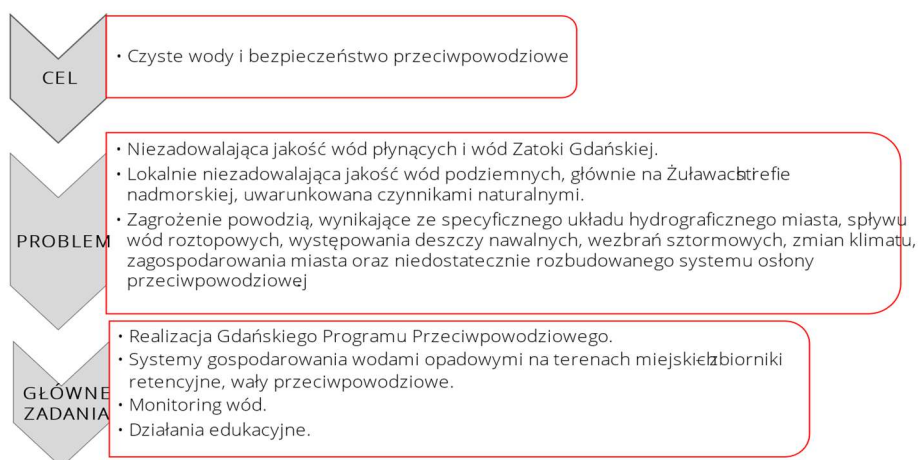 CEL
• Czyste wody i bezpieczeństwo przeciwpowodziowe
PROBLEM
• Niezadowalająca jakość wód płynących i wód Zatoki Gdańskiej.
• Lokalnie niezadowalająca jakość wód podziemnych, głównie na Żuławach strefie
nadmorskiej, uwarunkowana czynnikami naturalnymi.
• Zagrożenie powodzią, wynikające ze specyficznego układu hydrograficznego miasta, spływu
wód roztopowych, występowania deszczy nawalnych, wezbrań sztormowych, zmian klimatu,
zagospodarowania miasta oraz niedostatecznie rozbudowanego systemu osłony
przeciwpowodziowej.
GŁÓWNE
ZADANIA
• Realizacja Gdańskiego Programu Przeciwpowodziowego.
• Systemy gospodarowania wodami opadowymi na terenach miejskich – zbiorniki
retencyjne, wały przeciwpowodziowe.
• Monitoring wód.
• Działania edukacyjne.